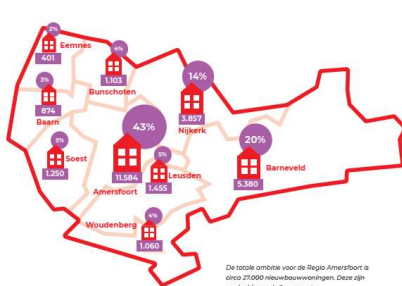 2%
Eemnes
401
4%
1.103
Bunschoten
3%
874
Baarn
14%
3.857
Nijkerk
43%
11.584
Amersfoort
5%
Soest
1.250
5%
Leusden
1.455
20%
Barneveld
5.380
4%
Woudenberg
1.060
De totale ambitie voor de Regio Amersfoort is
circa 27.000 nieuwbouwwoningen. Deze zijn